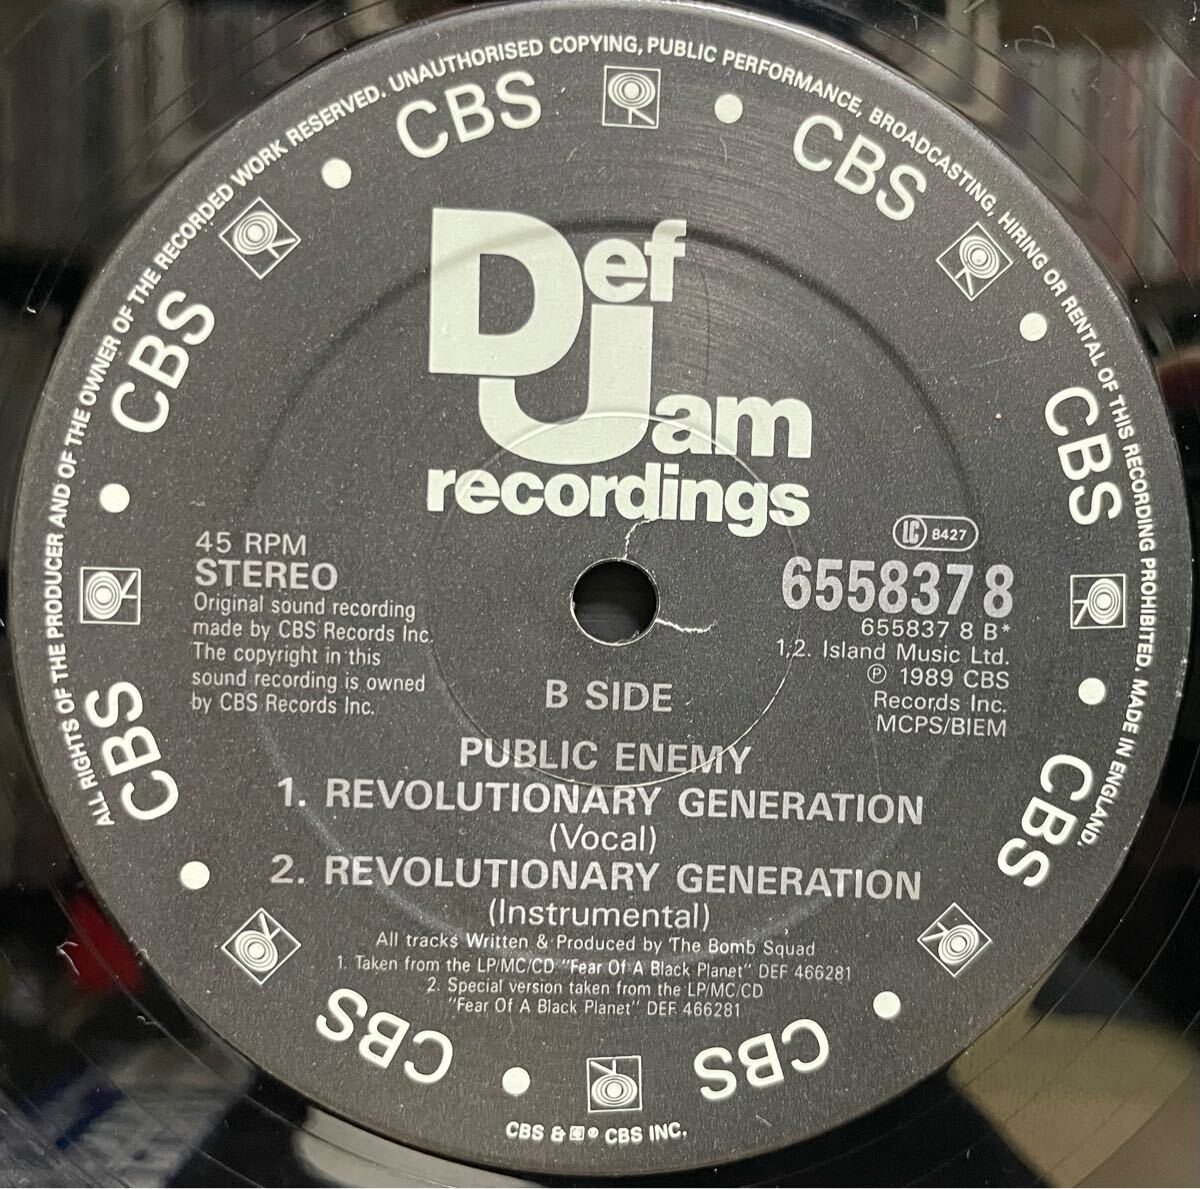 ALL RIGHTS OF THE PRODUCER AND OF THE OWNER OF THE RECORDED WORK RESERVED. UNAUTHORISED COPYING, PUBLIC PERFORMANCE, BROADCASTING, HIRING OR RENTAL OF THIS RECORDING PROHIBITED. MADE IN ENGLAND.
CBS
CBS
CBS
CBS
CBS
CBS
CBS
CBS
Def
Jam
recordings
45 RPM
STEREO
Original sound recording
made by CBS Records Inc.
The copyright in this
sound recording is owned
by CBS Records Inc.
LC 8427
655837 8
655837 8 B*
1,2. Island Music Ltd.
℗ 1989 CBS
Records Inc.
MCPS/BIEM
B SIDE
PUBLIC ENEMY
1. REVOLUTIONARY GENERATION
(Vocal)
2. REVOLUTIONARY GENERATION
(Instrumental)
All tracks Written & Produced by The Bomb Squad
1. Taken from the LP/MC/CD "Fear Of A Black Planet" DEF 466281
2. Special version taken from the LP/MC/CD
"Fear Of A Black Planet" DEF. 466281
CBS & ® CBS INC.